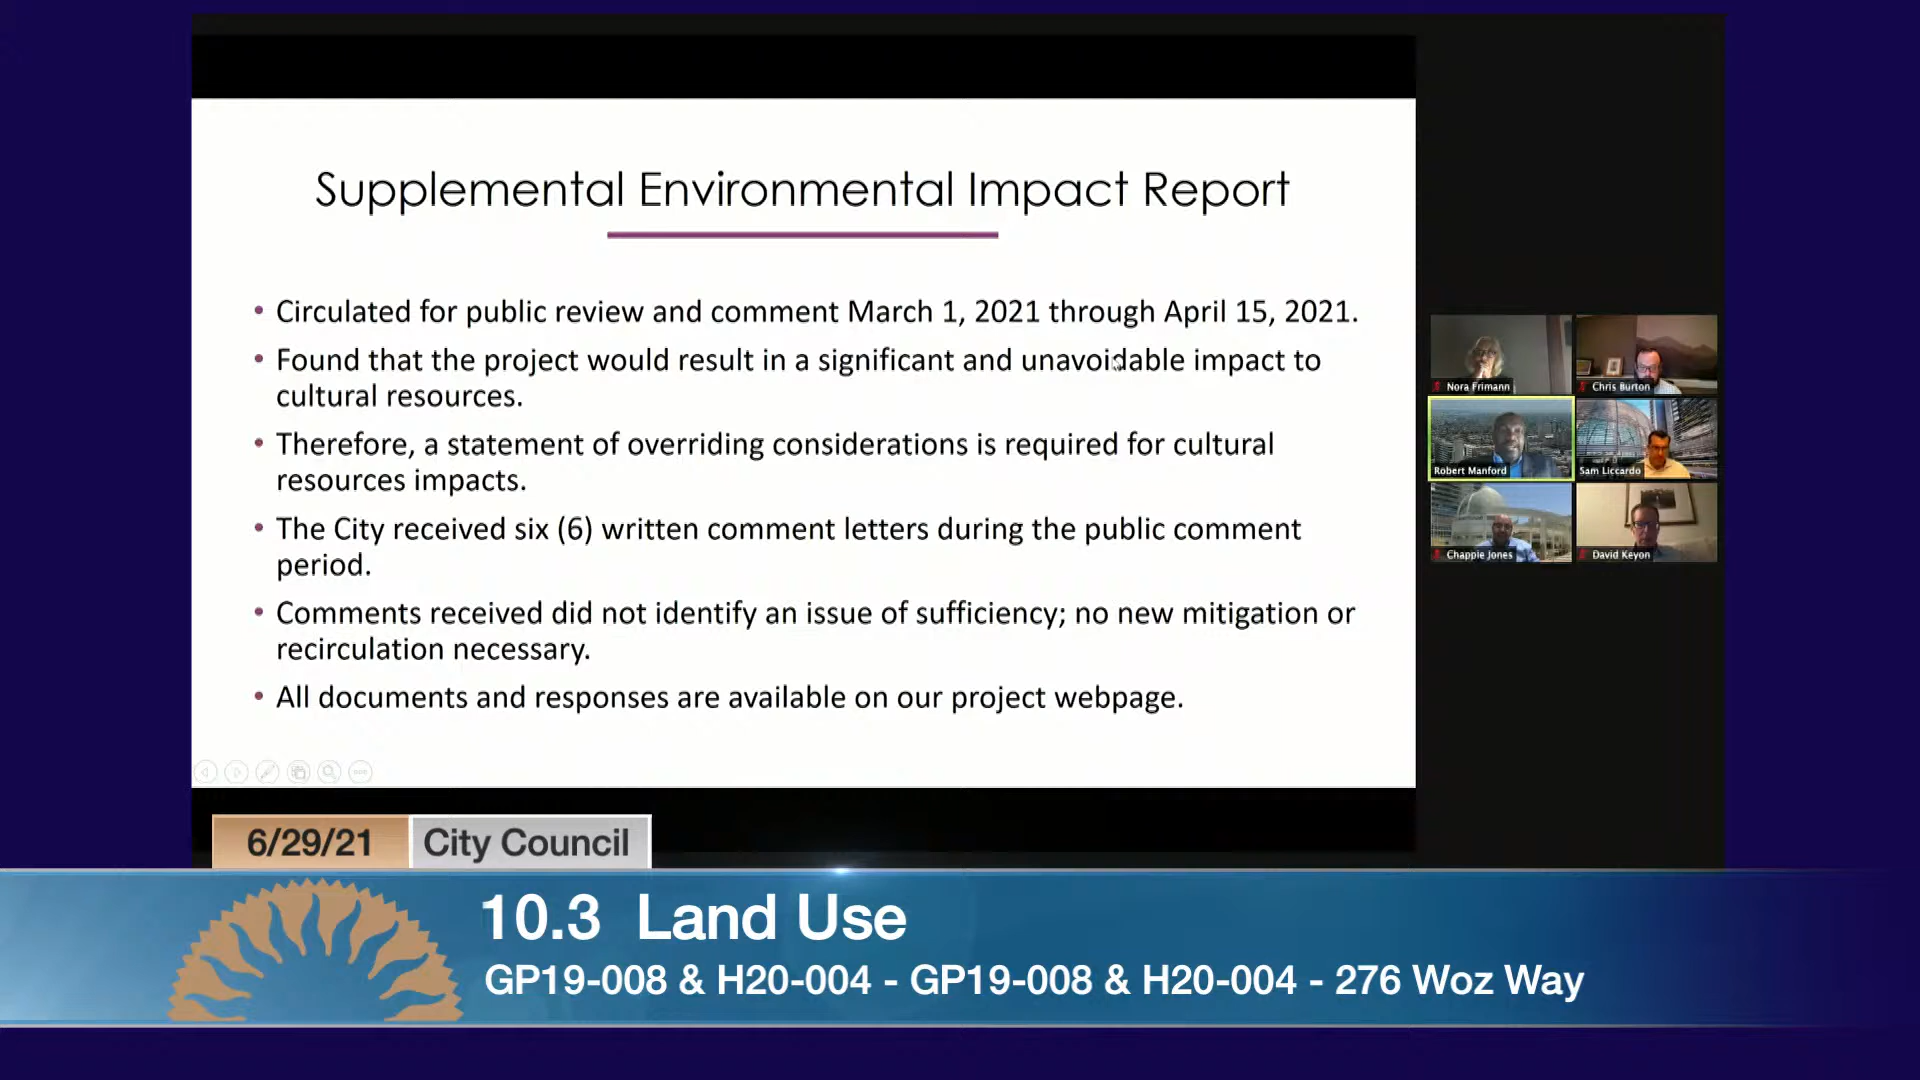 Supplemental Environmental Impact Report
• Circulated for public review and comment March 1, 2021 through April 15, 2021.
• Found that the project would result in a significant and unavoidable impact to
cultural resources.
• Therefore, a statement of overriding considerations is required for cultural
resources impacts.
• The City received six (6) written comment letters during the public comment
period.
• Comments received did not identify an issue of sufficiency; no new mitigation or
recirculation necessary.
• All documents and responses are available on our project webpage.
Nora Frimann
Chris Burton
Robert Manford
Sam Liccardo
Chappie Jones
David Keyon
6/29/21
City Council
10.3 Land Use
GP19-008 & H20-004 - GP19-008 & H20-004 - 276 Woz Way